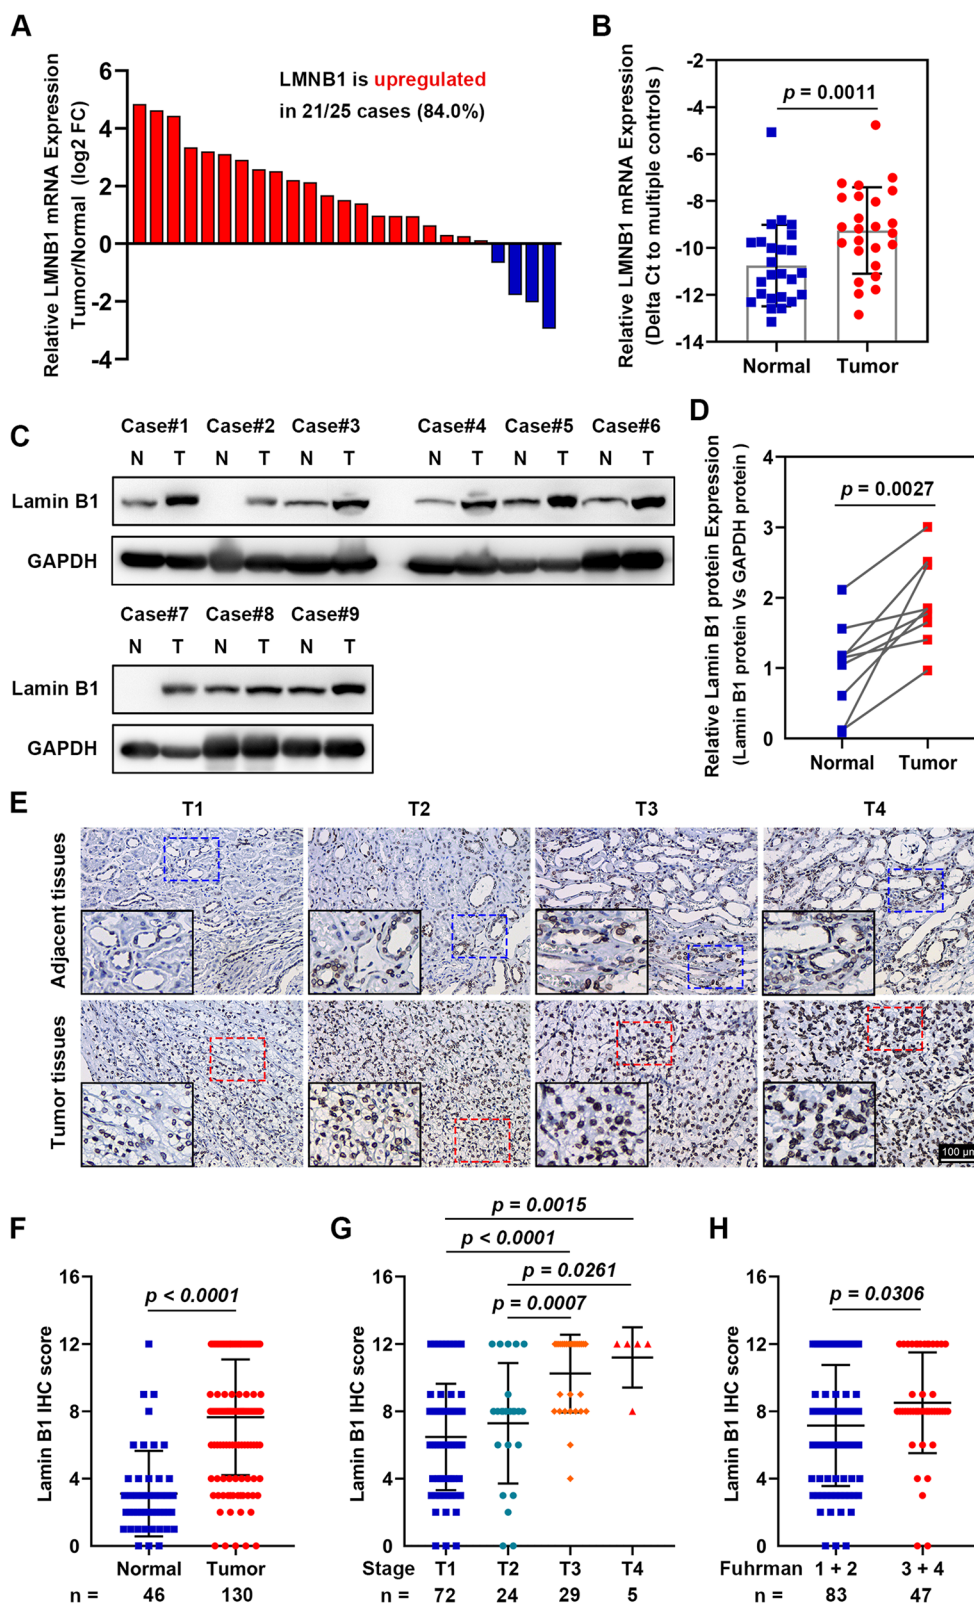 A
Relative LMNB1 mRNA Expression
Tumor/Normal (log2 FC)
6
4
2
0
-2
-4
LMNB1 is upregulated
in 21/25 cases (84.0%)
B
Relative LMNB1 mRNA Expression
(Delta Ct to multiple controls )
-2
-4
-6
-8
-10
-12
-14
p = 0.0011
Normal Tumor
C
Case#1 Case#2 Case#3 Case#4 Case#5 Case#6
N T N T N T N T N T N T
Lamin B1
GAPDH
Case#7 Case#8 Case#9
N T N T N T
Lamin B1
GAPDH
D
Relative Lamin B1 protein Expression
(Lamin B1 protein Vs GAPDH protein )
4
3
2
1
0
p = 0.0027
Normal Tumor
E
T1 T2 T3 T4
Adjacent tissues
Tumor tissues
100 μm
F
Lamin B1 IHC score
16
12
8
4
0
p < 0.0001
Normal Tumor
n = 46 130
G
Lamin B1 IHC score
16
12
8
4
0
p = 0.0015
p < 0.0001
p = 0.0261
p = 0.0007
Stage T1 T2 T3 T4
n = 72 24 29 5
H
Lamin B1 IHC score
16
12
8
4
0
p = 0.0306
Fuhrman 1 + 2 3 + 4
n = 83 47